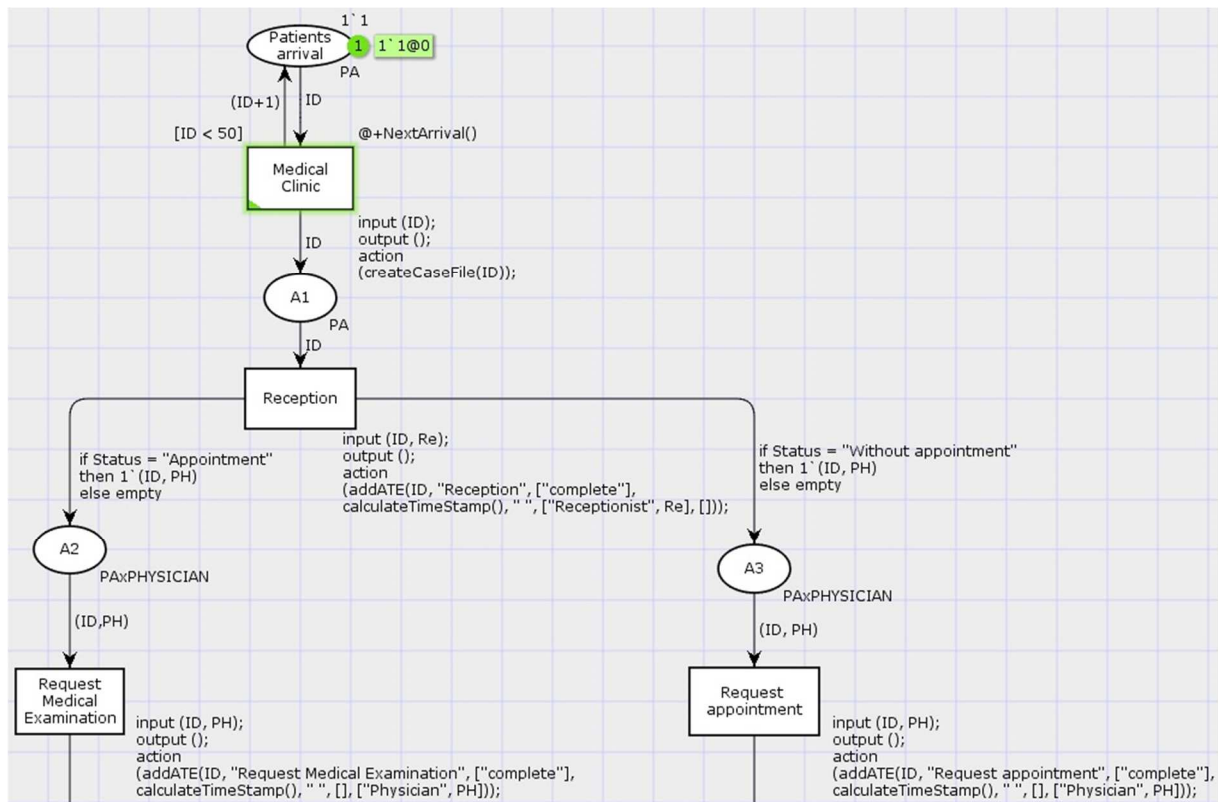 1`1
Patients
arrival
1
1`1@0
PA
(ID+1)
ID
[ID < 50]
@+NextArrival()
Medical
Clinic
input (ID);
output ();
action
(createCaseFile(ID));
ID
A1
PA
ID
Reception
input (ID, Re);
output ();
action
(addATE(ID, "Reception", ["complete"],
calculateTimeStamp(), " ", ["Receptionist", Re], []));
if Status = "Appointment"
then 1`(ID, PH)
else empty
if Status = "Without appointment"
then 1`(ID, PH)
else empty
A2
PAxPHYSICIAN
A3
PAxPHYSICIAN
(ID,PH)
(ID, PH)
Request
Medical
Examination
input (ID, PH);
output ();
action
(addATE(ID, "Request Medical Examination", ["complete"],
calculateTimeStamp(), " ", [], ["Physician", PH]));
Request
appointment
input (ID, PH);
output ();
action
(addATE(ID, "Request appointment", ["complete"],
calculateTimeStamp(), " ", [], ["Physician", PH]));